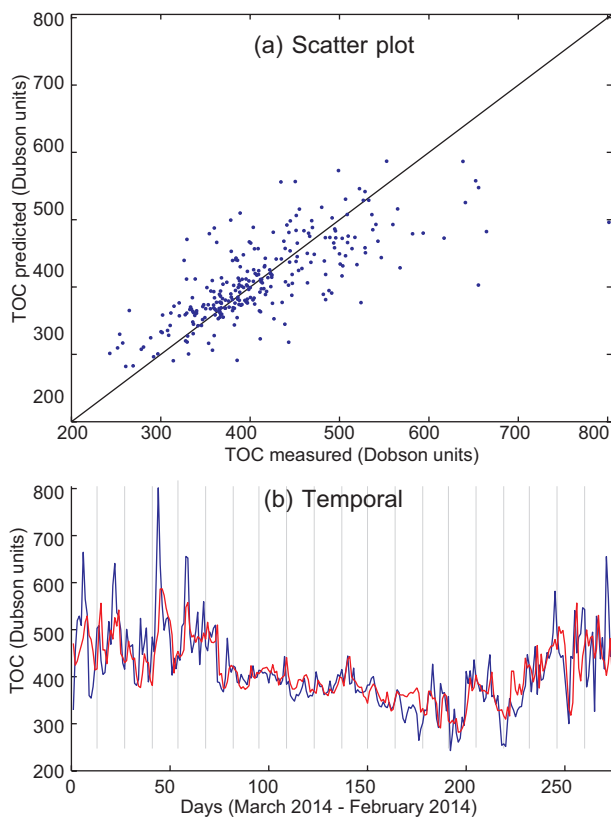 800
(a) Scatter plot
700
600
500
400
300
200
TOC predicted (Dubson units)
200 300 400 500 600 700 800
TOC measured (Dobson units)
800
(b) Temporal
700
600
500
400
300
200
TOC (Dubson units)
0 50 100 150 200 250
Days (March 2014 - February 2014)